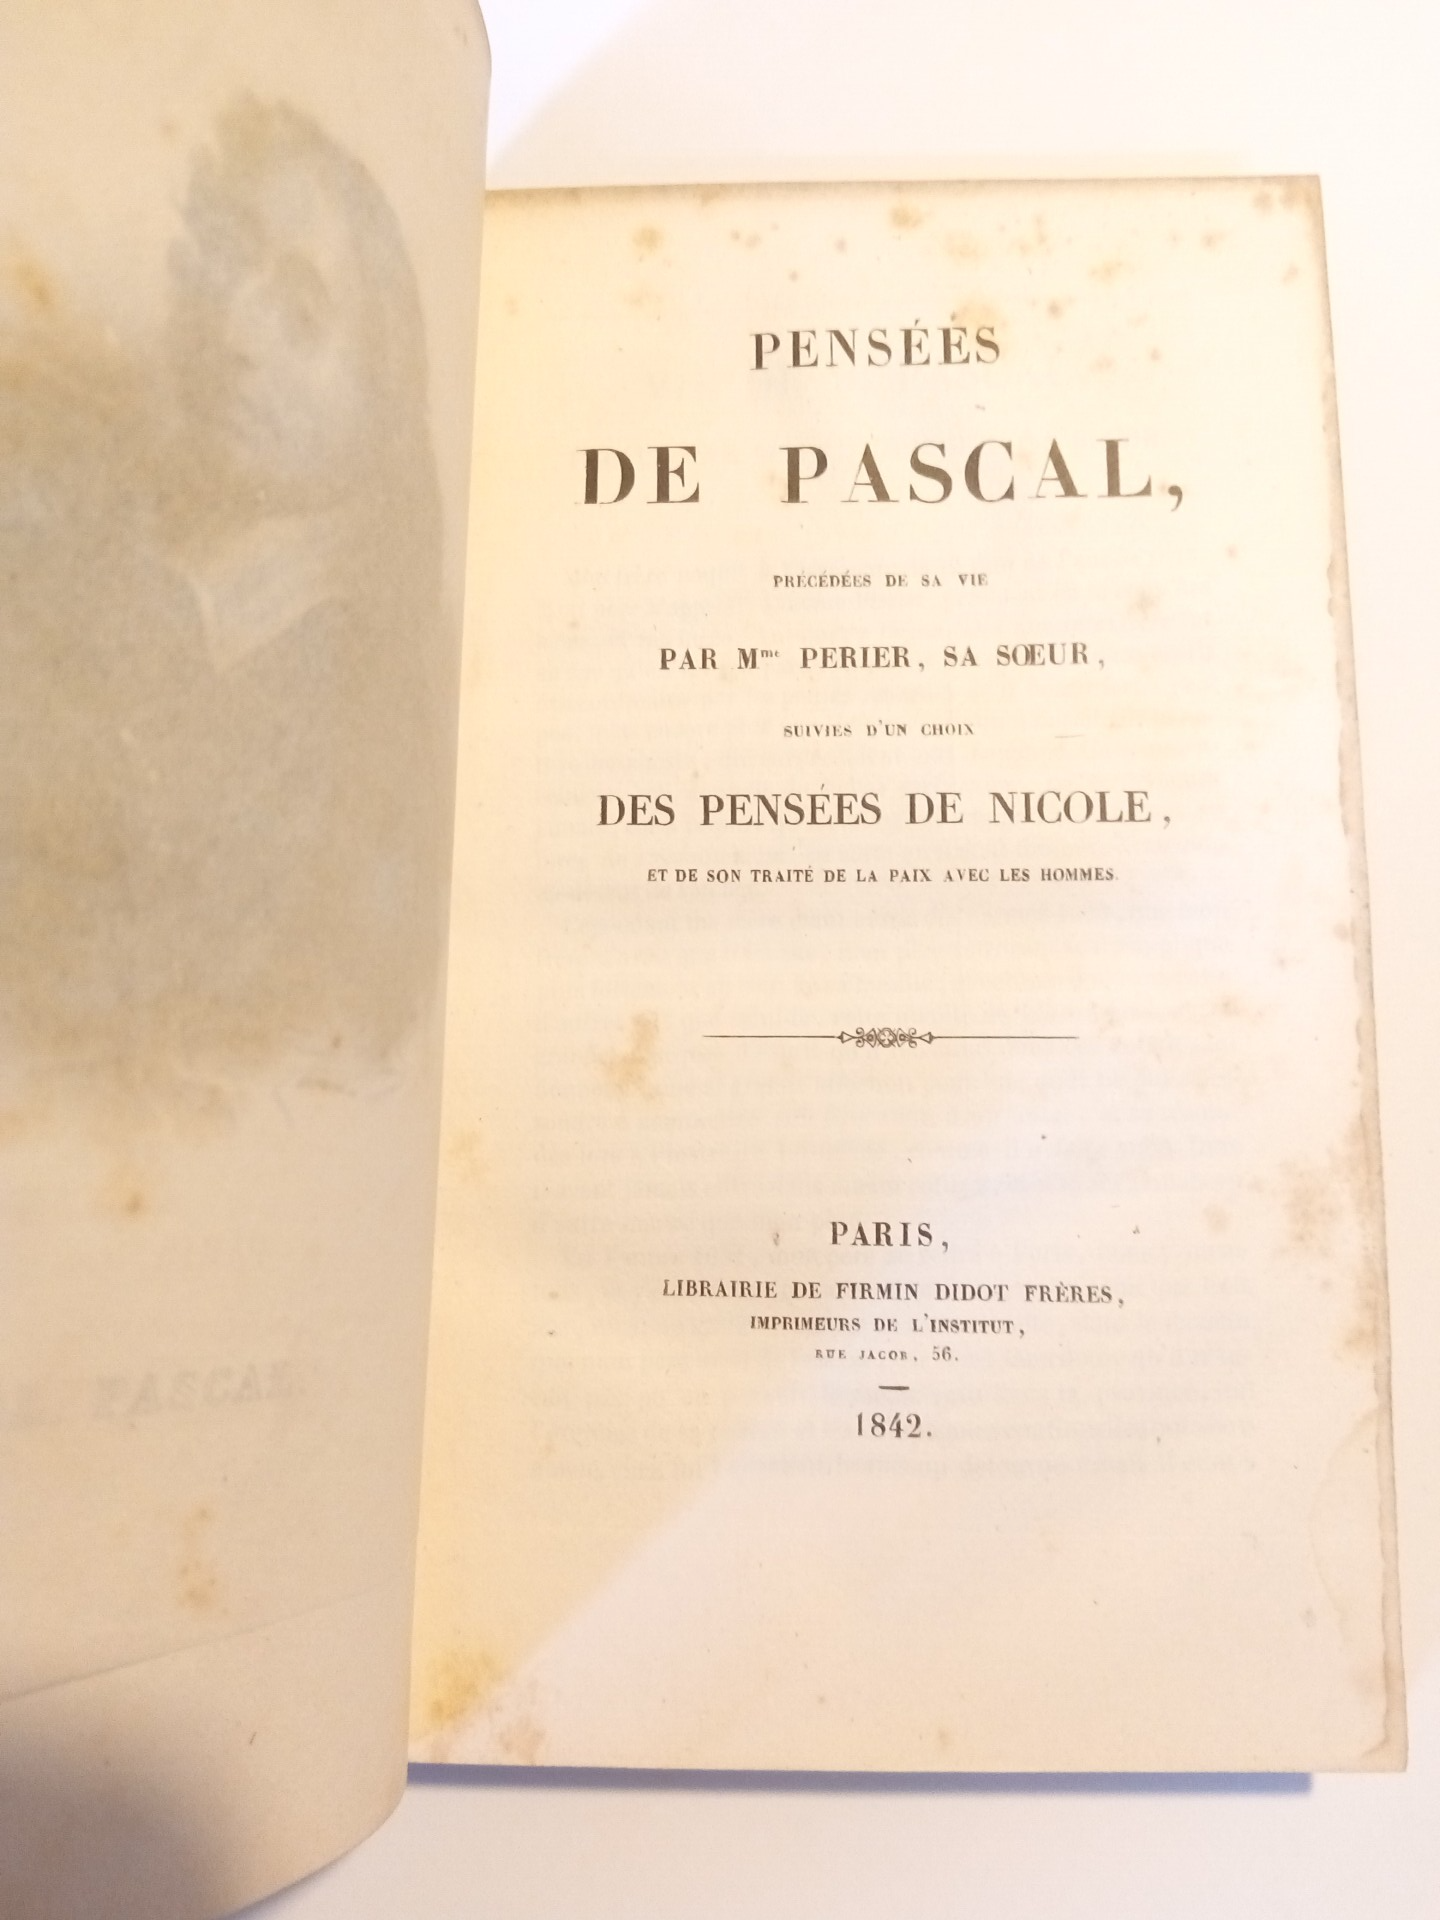 PENSÉES
DE PASCAL,
PRÉCÉDÉES DE SA VIE
PAR Mme PERIER, SA SŒUR,
SUIVIES D'UN CHOIX
DES PENSÉES DE NICOLE,
ET DE SON TRAITÉ DE LA PAIX AVEC LES HOMMES.
PARIS,
LIBRAIRIE DE FIRMIN DIDOT FRÈRES,
IMPRIMEURS DE L'INSTITUT,
RUE JACOB, 56.
1842.
PASCAL.